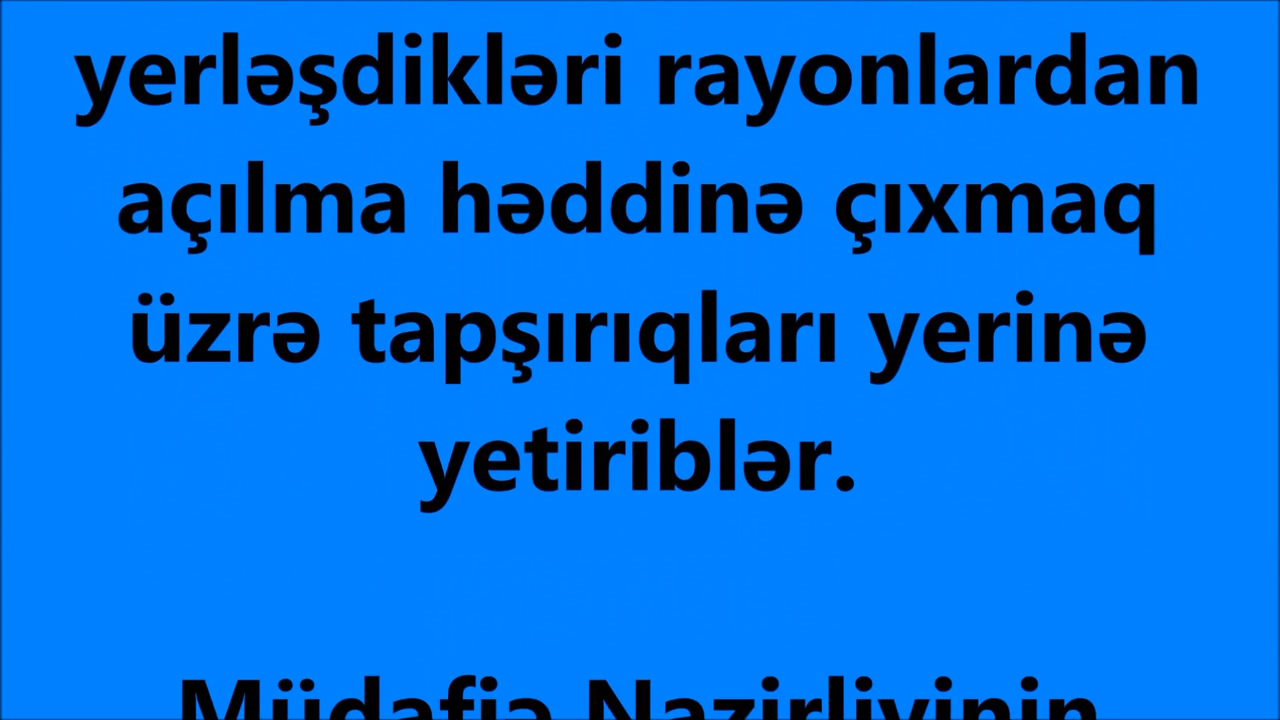 yerləşdikləri rayonlardan
açılma həddinə çıxmaq
üzrə tapşırıqları yerinə
yetiriblər.
Müdafiə Nazirliyinin